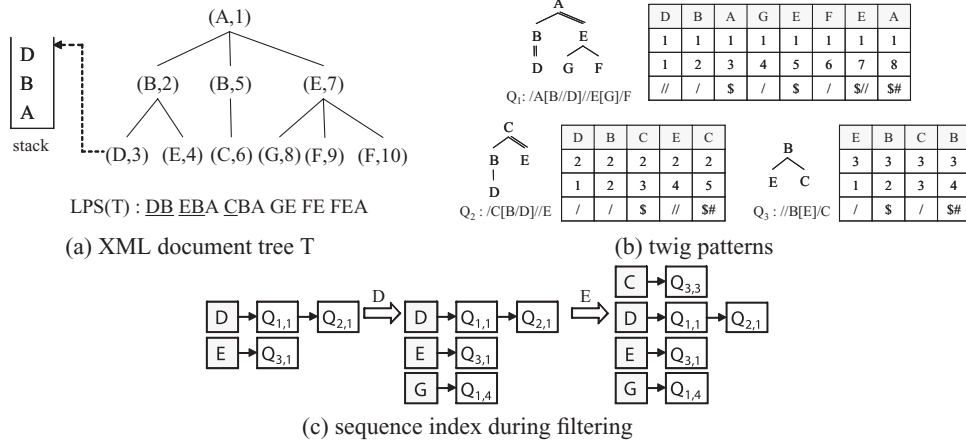 (A,1)
D
B
A
stack
(B,2) (B,5) (E,7)
(D,3) (E,4) (C,6) (G,8) (F,9) (F,10)
LPS(T) : DB EBA CBA GE FE FEA
(a) XML document tree T
A
B E
D G F
Q1: /A[B//D]//E[G]/F
D B A G E F E A
1 1 1 1 1 1 1 1
1 2 3 4 5 6 7 8
// / $ / $ / $// $#
C
B E
D
Q2 : /C[B/D]//E
D B C E C
2 2 2 2 2
1 2 3 4 5
/ / $ // $#
B
E C
Q3 : //B[E]/C
E B C B
3 3 3 3
1 2 3 4
/ $ / $#
(b) twig patterns
D Q1,1 Q2,1
E Q3,1
D
D Q1,1 Q2,1
E Q3,1
G Q1,4
E
C Q3,3
D Q1,1 Q2,1
E Q3,1
G Q1,4
(c) sequence index during filtering